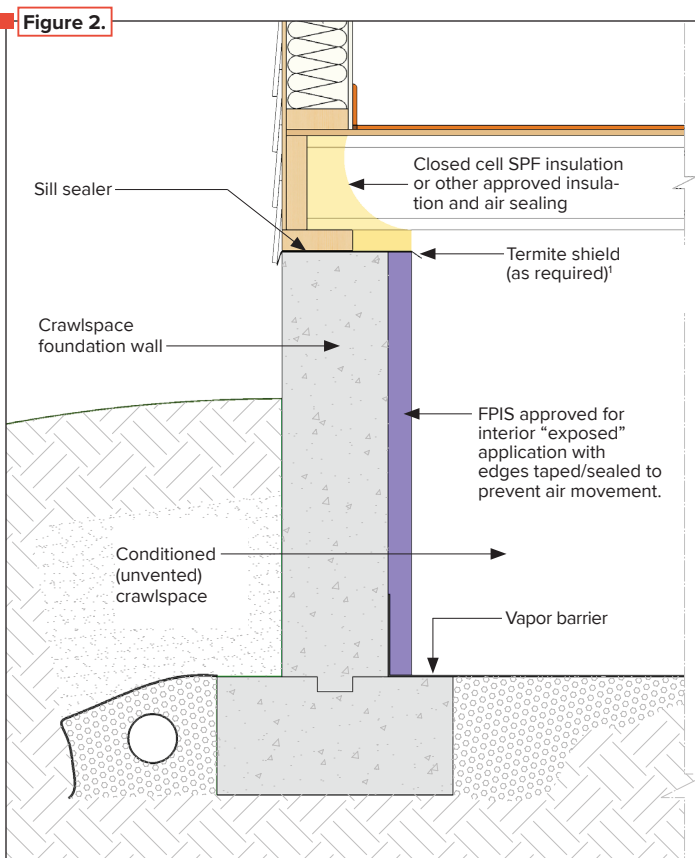 Figure 2.
Closed cell SPF insulation
or other approved insula-
tion and air sealing
Sill sealer
Termite shield
(as required)¹
Crawlspace
foundation wall
FPIS approved for
interior “exposed”
application with
edges taped/sealed to
prevent air movement.
Conditioned
(unvented)
crawlspace
Vapor barrier